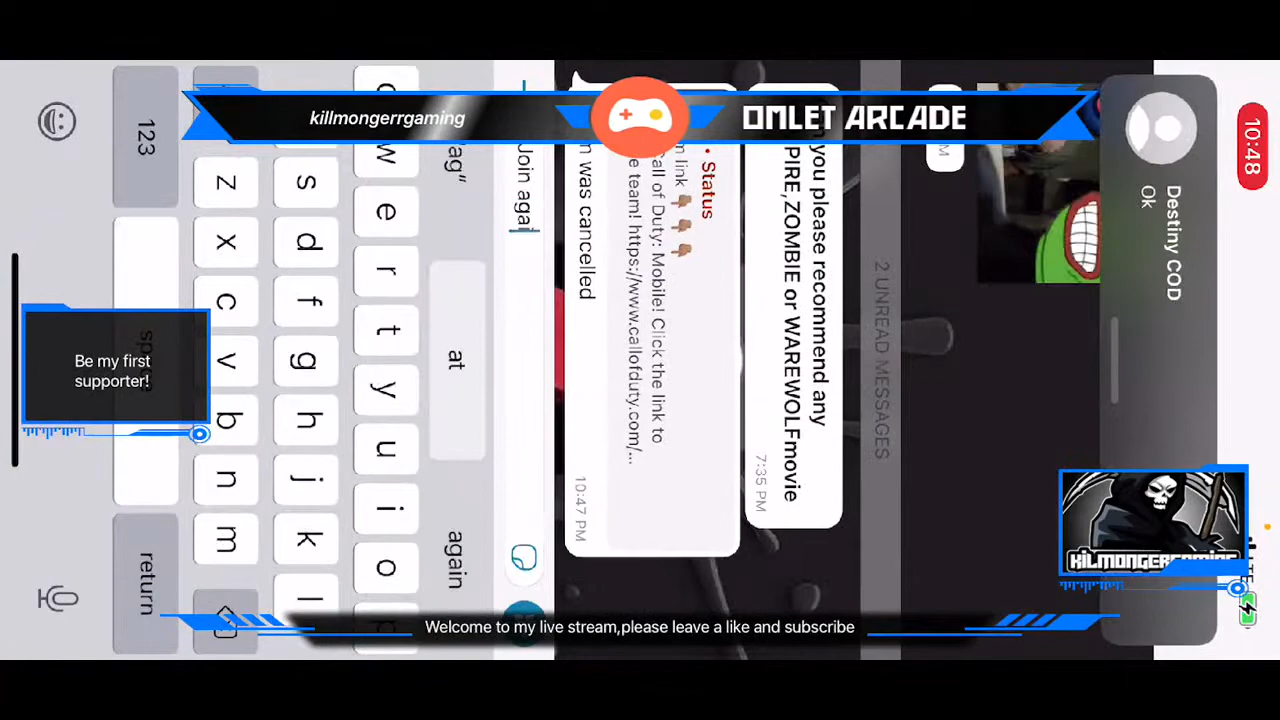 killmongerrgaming
OMLET ARCADE
10:48
Destiny COD
Ok
2 UNREAD MESSAGES
you please recommend any
PIRE,ZOMBIE or WAREWOLFmovie
7:35 PM
• Status
link 👇🏽👇🏽👇🏽
Call of Duty: Mobile! Click the link to
team! https://www.callofduty.com/...
was cancelled
10:47 PM
Join agai
at
again
w e r t y u i o p
s d f g h j k l
z x c v b n m
123
return
Be my first
supporter!
KILMONGERGAMING
Welcome to my live stream,please leave a like and subscribe